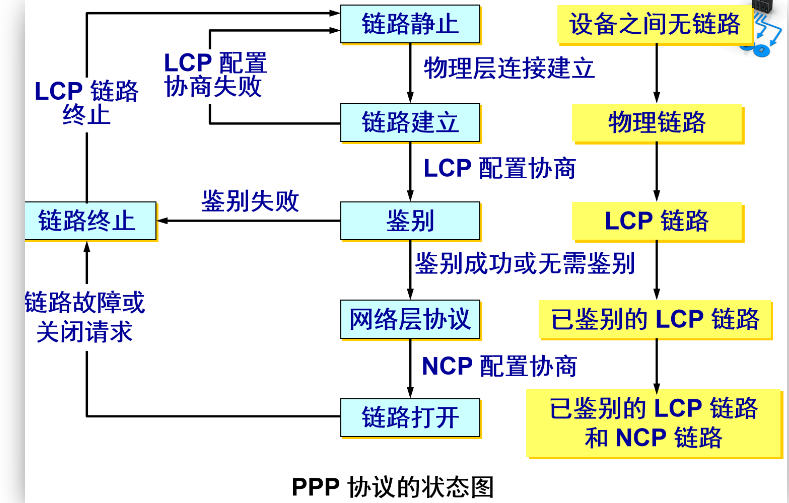 链路静止
设备之间无链路
LCP 配置
协商失败
物理层连接建立
LCP 链路
终止
链路建立
物理链路
LCP 配置协商
鉴别失败
链路终止
鉴别
LCP 链路
鉴别成功或无需鉴别
链路故障或
关闭请求
网络层协议
已鉴别的 LCP 链路
NCP 配置协商
链路打开
已鉴别的 LCP 链路
和 NCP 链路
PPP 协议的状态图